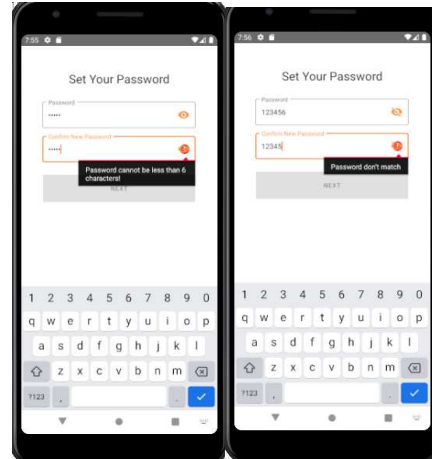 7:55
Set Your Password
Password
•••••
Confirm New Password
•••••
Password cannot be less than 6
characters!
NEXT
1 2 3 4 5 6 7 8 9 0
q w e r t y u i o p
a s d f g h j k l
z x c v b n m
?123 , .
7:56
Set Your Password
Password
123456
Confirm New Password
12345
Password don't match
NEXT
1 2 3 4 5 6 7 8 9 0
q w e r t y u i o p
a s d f g h j k l
z x c v b n m
?123 , .